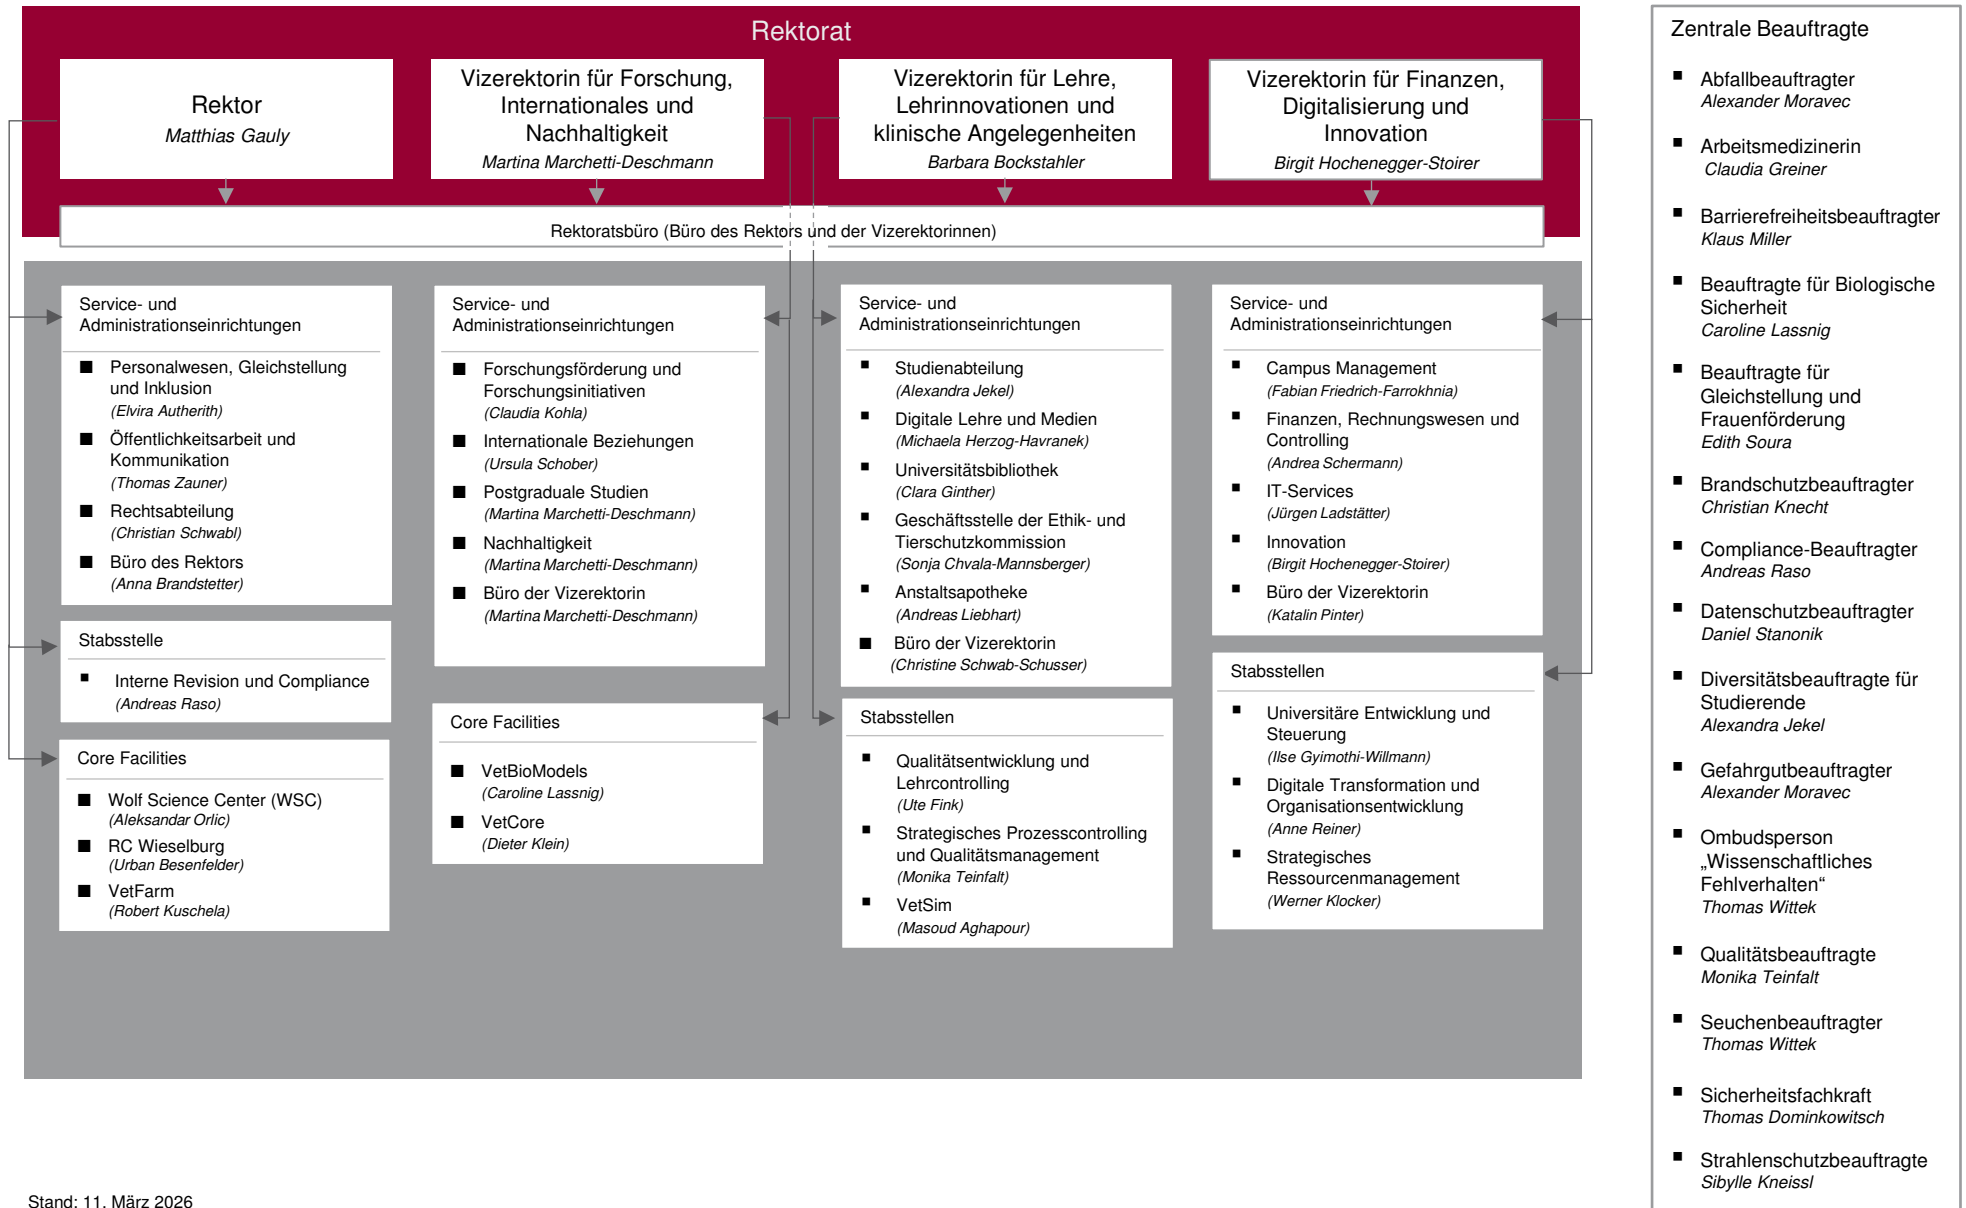 Rektorat
Rektor
Matthias Gauly
Vizerektorin für Forschung,
Internationales und
Nachhaltigkeit
Martina Marchetti-Deschmann
Vizerektorin für Lehre,
Lehrinnovationen und
klinische Angelegenheiten
Barbara Bockstahler
Vizerektorin für Finanzen,
Digitalisierung und
Innovation
Birgit Hochenegger-Stoirer
Rektoratsbüro (Büro des Rektors und der Vizerektorinnen)
Service- und
Administrationseinrichtungen
Personalwesen, Gleichstellung
und Inklusion
(Elvira Autherith)
Öffentlichkeitsarbeit und
Kommunikation
(Thomas Zauner)
Rechtsabteilung
(Christian Schwabl)
Büro des Rektors
(Anna Brandstetter)
Stabsstelle
Interne Revision und Compliance
(Andreas Raso)
Core Facilities
Wolf Science Center (WSC)
(Aleksandar Orlic)
RC Wieselburg
(Urban Besenfelder)
VetFarm
(Robert Kuschela)
Service- und
Administrationseinrichtungen
Forschungsförderung und
Forschungsinitiativen
(Claudia Kohla)
Internationale Beziehungen
(Ursula Schober)
Postgraduale Studien
(Martina Marchetti-Deschmann)
Nachhaltigkeit
(Martina Marchetti-Deschmann)
Büro der Vizerektorin
(Martina Marchetti-Deschmann)
Core Facilities
VetBioModels
(Caroline Lassnig)
VetCore
(Dieter Klein)
Service- und
Administrationseinrichtungen
Studienabteilung
(Alexandra Jekel)
Digitale Lehre und Medien
(Michaela Herzog-Havranek)
Universitätsbibliothek
(Clara Ginther)
Geschäftsstelle der Ethik- und
Tierschutzkommission
(Sonja Chvala-Mannsberger)
Anstaltsapotheke
(Andreas Liebhart)
Büro der Vizerektorin
(Christine Schwab-Schusser)
Stabsstellen
Qualitätsentwicklung und
Lehrcontrolling
(Ute Fink)
Strategisches Prozesscontrolling
und Qualitätsmanagement
(Monika Teinfalt)
VetSim
(Masoud Aghapour)
Service- und
Administrationseinrichtungen
Campus Management
(Fabian Friedrich-Farrokhnia)
Finanzen, Rechnungswesen und
Controlling
(Andrea Schermann)
IT-Services
(Jürgen Ladstätter)
Innovation
(Birgit Hochenegger-Stoirer)
Büro der Vizerektorin
(Katalin Pinter)
Stabsstellen
Universitäre Entwicklung und
Steuerung
(Ilse Gyimothi-Willmann)
Digitale Transformation und
Organisationsentwicklung
(Anne Reiner)
Strategisches
Ressourcenmanagement
(Werner Klocker)
Zentrale Beauftragte
Abfallbeauftragter
Alexander Moravec
Arbeitsmedizinerin
Claudia Greiner
Barrierefreiheitsbeauftragter
Klaus Miller
Beauftragte für Biologische
Sicherheit
Caroline Lassnig
Beauftragte für
Gleichstellung und
Frauenförderung
Edith Soura
Brandschutzbeauftragter
Christian Knecht
Compliance-Beauftragter
Andreas Raso
Datenschutzbeauftragter
Daniel Stanonik
Diversitätsbeauftragte für
Studierende
Alexandra Jekel
Gefahrgutbeauftragter
Alexander Moravec
Ombudsperson
„Wissenschaftliches
Fehlverhalten“
Thomas Wittek
Qualitätsbeauftragte
Monika Teinfalt
Seuchenbeauftragter
Thomas Wittek
Sicherheitsfachkraft
Thomas Dominkowitsch
Strahlenschutzbeauftragte
Sibylle Kneissl
Stand: 11. März 2026